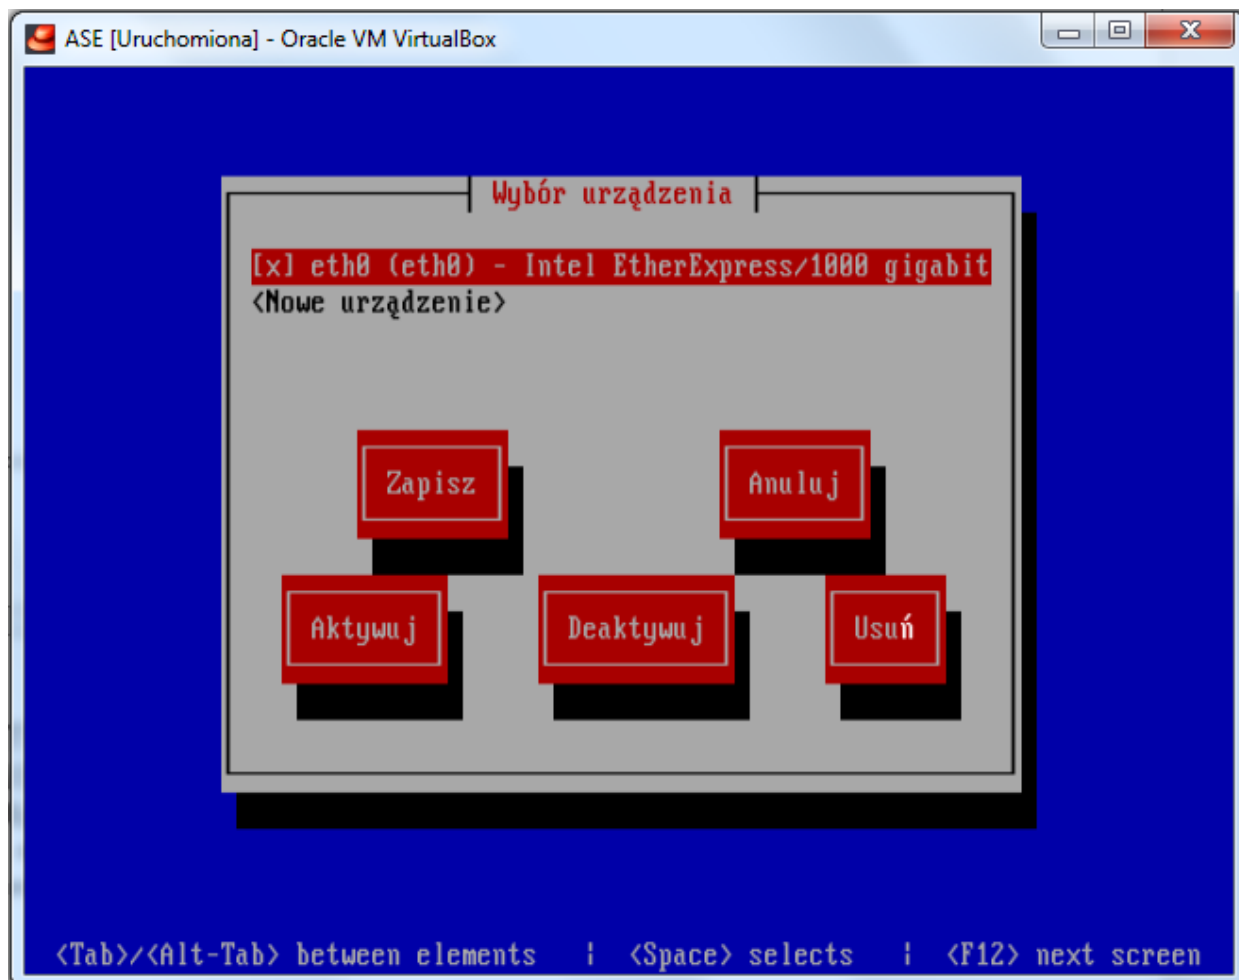 ASE [Uruchomiona] - Oracle VM VirtualBox
Wybór urządzenia
[x] eth0 (eth0) - Intel EtherExpress/1000 gigabit
<Nowe urządzenie>
Zapisz Anuluj
Aktywuj Deaktywuj Usuń
<Tab>/<Alt-Tab> between elements ¦ <Space> selects ¦ <F12> next screen